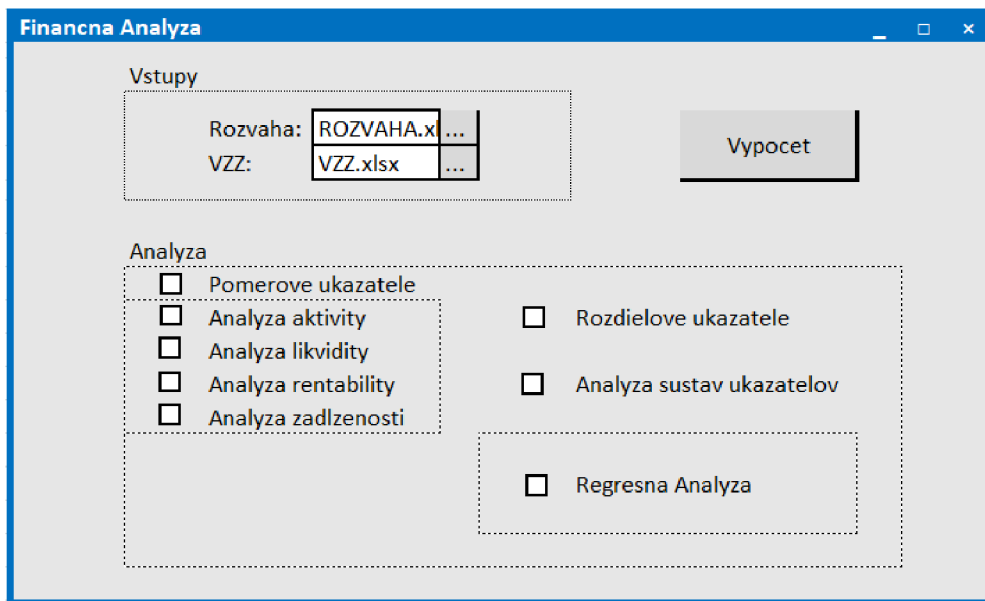 Financna Analyza
Vstupy
Rozvaha: ROZVAHA.xl ...
VZZ: VZZ.xlsx ...
Vypocet
Analyza
Pomerove ukazatele
Analyza aktivity
Analyza likvidity
Analyza rentability
Analyza zadlzenosti
Rozdielove ukazatele
Analyza sustav ukazatelov
Regresna Analyza